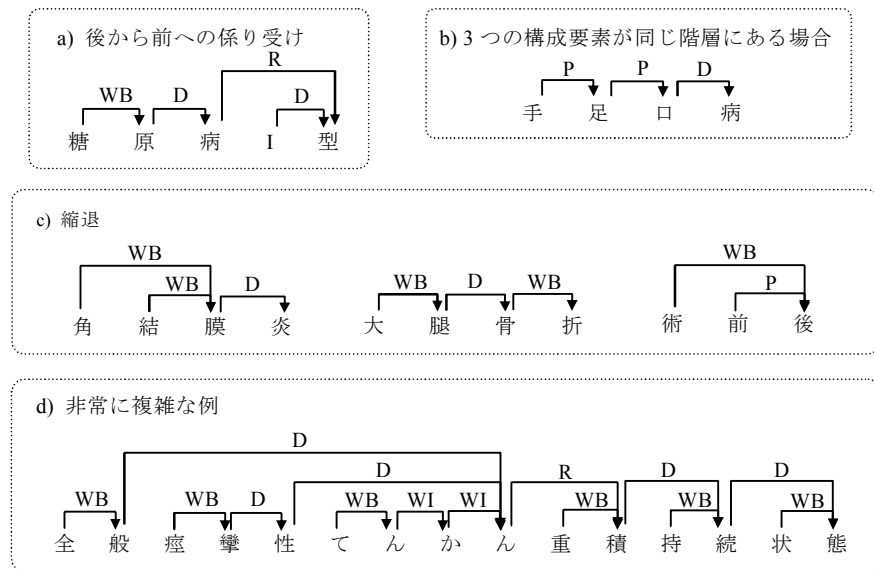 a) 後から前への係り受け
R
WB D D
糖 原 病 I 型
b) 3 つの構成要素が同じ階層にある場合
P P D
手 足 口 病
c) 縮退
WB WB
WB D WB D WB P
角 結 膜 炎 大 腿 骨 折 術 前 後
d) 非常に複雑な例
D
D R D D
WB WB D WB WI WI WB WB WB
全 般 痙 攣 性 て ん か ん 重 積 持 続 状 態